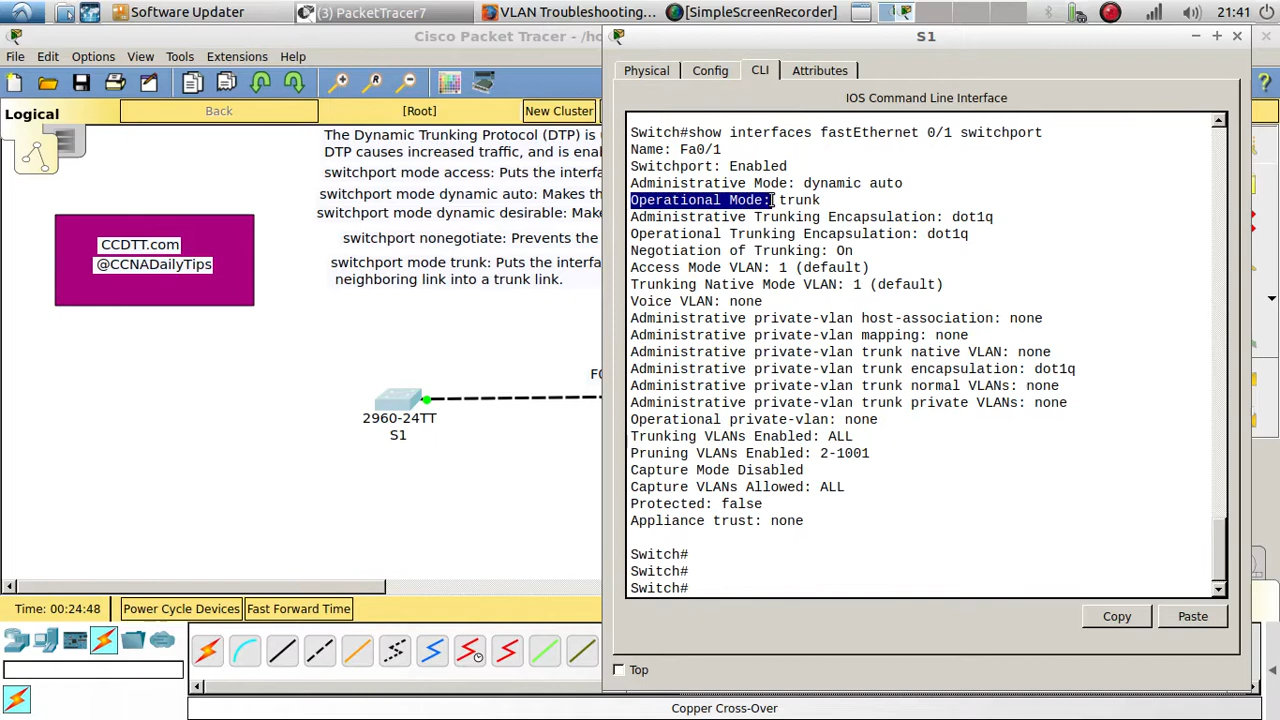 Software Updater
(3) PacketTracer7
VLAN Troubleshooting...
[SimpleScreenRecorder]
21:41
Cisco Packet Tracer - /ho
S1
File Edit Options View Tools Extensions Help
Physical Config CLI Attributes
IOS Command Line Interface
Logical
Back
[Root]
New Cluster
The Dynamic Trunking Protocol (DTP) is
DTP causes increased traffic, and is enab
switchport mode access: Puts the interfa
switchport mode dynamic auto: Makes th
switchport mode dynamic desirable: Make
switchport nonegotiate: Prevents the
switchport mode trunk: Puts the interfa
neighboring link into a trunk link.
CCDTT.com
@CCNADailyTips
2960-24TT
S1
Switch#show interfaces fastEthernet 0/1 switchport
Name: Fa0/1
Switchport: Enabled
Administrative Mode: dynamic auto
Operational Mode: trunk
Administrative Trunking Encapsulation: dot1q
Operational Trunking Encapsulation: dot1q
Negotiation of Trunking: On
Access Mode VLAN: 1 (default)
Trunking Native Mode VLAN: 1 (default)
Voice VLAN: none
Administrative private-vlan host-association: none
Administrative private-vlan mapping: none
Administrative private-vlan trunk native VLAN: none
Administrative private-vlan trunk encapsulation: dot1q
Administrative private-vlan trunk normal VLANs: none
Administrative private-vlan trunk private VLANs: none
Operational private-vlan: none
Trunking VLANs Enabled: ALL
Pruning VLANs Enabled: 2-1001
Capture Mode Disabled
Capture VLANs Allowed: ALL
Protected: false
Appliance trust: none
Switch#
Switch#
Switch#
Copy
Paste
Top
Time: 00:24:48
Power Cycle Devices
Fast Forward Time
Copper Cross-Over